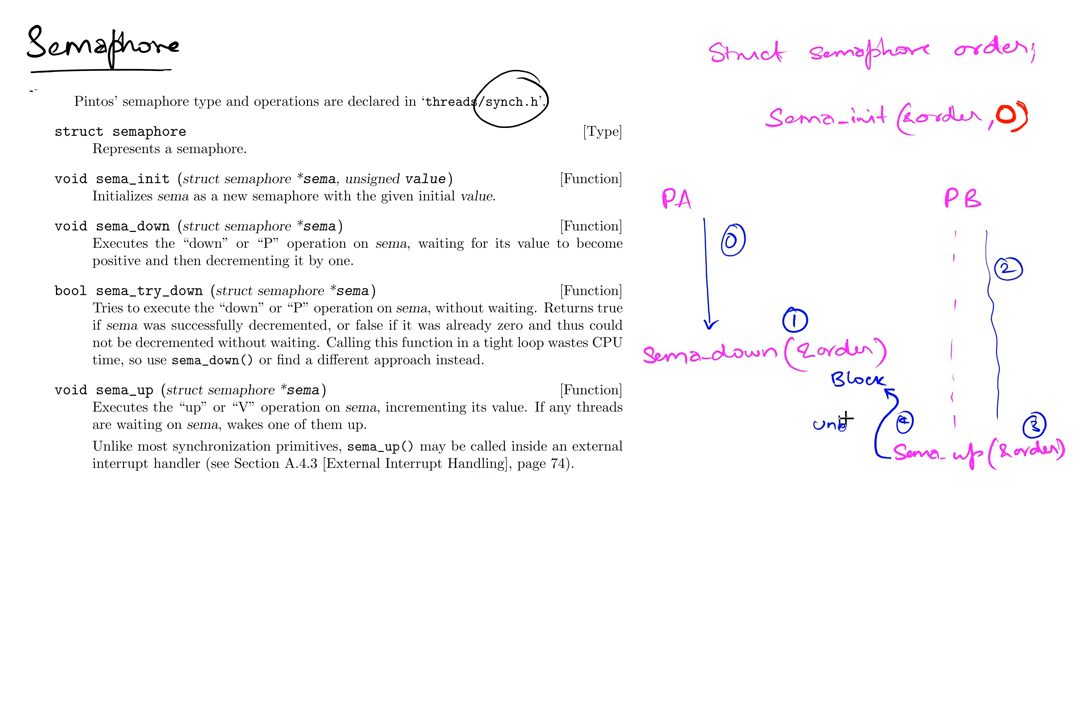 Semaphore
Pintos' semaphore type and operations are declared in ‘threads/synch.h’.
struct semaphore [Type]
Represents a semaphore.
void sema_init (struct semaphore *sema, unsigned value) [Function]
Initializes sema as a new semaphore with the given initial value.
void sema_down (struct semaphore *sema) [Function]
Executes the “down” or “P” operation on sema, waiting for its value to become
positive and then decrementing it by one.
bool sema_try_down (struct semaphore *sema) [Function]
Tries to execute the “down” or “P” operation on sema, without waiting. Returns true
if sema was successfully decremented, or false if it was already zero and thus could
not be decremented without waiting. Calling this function in a tight loop wastes CPU
time, so use sema_down() or find a different approach instead.
void sema_up (struct semaphore *sema) [Function]
Executes the “up” or “V” operation on sema, incrementing its value. If any threads
are waiting on sema, wakes one of them up.
Unlike most synchronization primitives, sema_up() may be called inside an external
interrupt handler (see Section A.4.3 [External Interrupt Handling], page 74).
Struct semaphore order;
Sema_init (&order, 0)
PA PB
0
2
1
Sema_down (&order)
Block
4
3
Sema_up (&order)